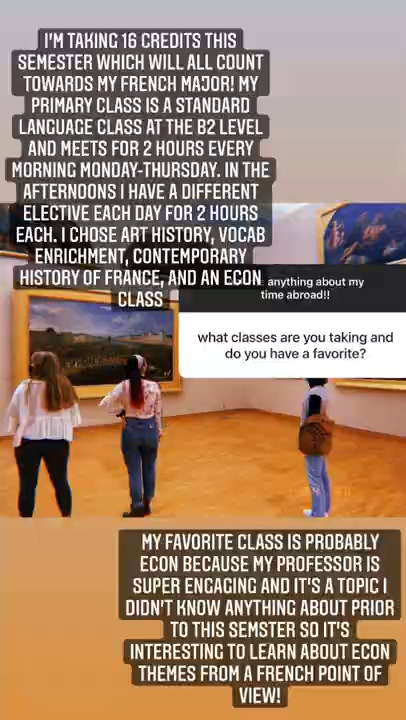 I'M TAKING 16 CREDITS THIS
SEMESTER WHICH WILL ALL COUNT
TOWARDS MY FRENCH MAJOR! MY
PRIMARY CLASS IS A STANDARD
LANGUAGE CLASS AT THE B2 LEVEL
AND MEETS FOR 2 HOURS EVERY
MORNING MONDAY-THURSDAY. IN THE
AFTERNOONS I HAVE A DIFFERENT
ELECTIVE EACH DAY FOR 2 HOURS
EACH. I CHOSE ART HISTORY, VOCAB
ENRICHMENT, CONTEMPORARY
HISTORY OF FRANCE, AND AN ECON
CLASS
anything about my
time abroad!!
what classes are you taking and
do you have a favorite?
MY FAVORITE CLASS IS PROBABLY
ECON BECAUSE MY PROFESSOR IS
SUPER ENGAGING AND IT'S A TOPIC I
DIDN'T KNOW ANYTHING ABOUT PRIOR
TO THIS SEMSTER SO IT'S
INTERESTING TO LEARN ABOUT ECON
THEMES FROM A FRENCH POINT OF
VIEW!